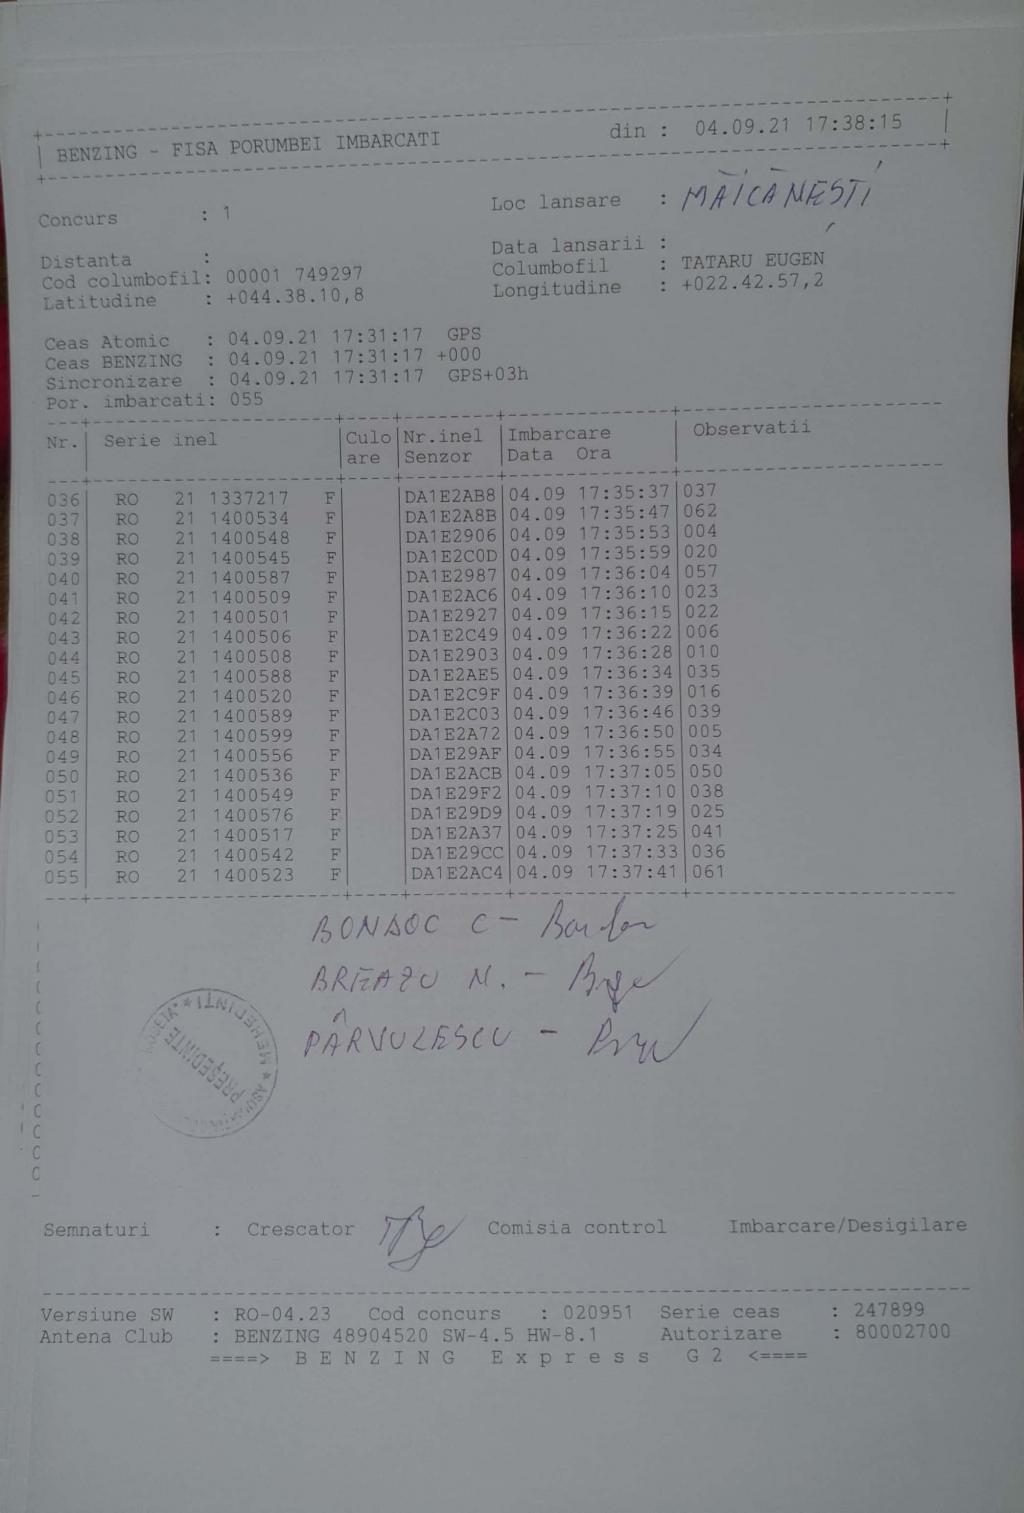 BENZING - FISA PORUMBEI IMBARCATI din : 04.09.21 17:38:15
Concurs : 1 Loc lansare : MĂICĂNEȘTI
Distanta : Data lansarii :
Cod columbofil: 00001 749297 Columbofil : TATARU EUGEN
Latitudine : +044.38.10,8 Longitudine : +022.42.57,2
Ceas Atomic : 04.09.21 17:31:17 GPS
Ceas BENZING : 04.09.21 17:31:17 +000
Sincronizare : 04.09.21 17:31:17 GPS+03h
Por. imbarcati: 055
Nr. Serie inel Culo Nr.inel Imbarcare Observatii
are Senzor Data Ora
036 RO 21 1337217 F DA1E2AB8 04.09 17:35:37 037
037 RO 21 1400534 F DA1E2A8B 04.09 17:35:47 062
038 RO 21 1400548 F DA1E2906 04.09 17:35:53 004
039 RO 21 1400545 F DA1E2C0D 04.09 17:35:59 020
040 RO 21 1400587 F DA1E2987 04.09 17:36:04 057
041 RO 21 1400509 F DA1E2AC6 04.09 17:36:10 023
042 RO 21 1400501 F DA1E2927 04.09 17:36:15 022
043 RO 21 1400506 F DA1E2C49 04.09 17:36:22 006
044 RO 21 1400508 F DA1E2903 04.09 17:36:28 010
045 RO 21 1400588 F DA1E2AE5 04.09 17:36:34 035
046 RO 21 1400520 F DA1E2C9F 04.09 17:36:39 016
047 RO 21 1400589 F DA1E2C03 04.09 17:36:46 039
048 RO 21 1400599 F DA1E2A72 04.09 17:36:50 005
049 RO 21 1400556 F DA1E29AF 04.09 17:36:55 034
050 RO 21 1400536 F DA1E2ACB 04.09 17:37:05 050
051 RO 21 1400549 F DA1E29F2 04.09 17:37:10 038
052 RO 21 1400576 F DA1E29D9 04.09 17:37:19 025
053 RO 21 1400517 F DA1E2A37 04.09 17:37:25 041
054 RO 21 1400542 F DA1E29CC 04.09 17:37:33 036
055 RO 21 1400523 F DA1E2AC4 04.09 17:37:41 061
BONDOC C -
BREAZU N. -
PÂRVULESCU -
MEHEDINȚI
PREȘEDINTE
Semnaturi : Crescator Comisia control Imbarcare/Desigilare
Versiune SW : RO-04.23 Cod concurs : 020951 Serie ceas : 247899
Antena Club : BENZING 48904520 SW-4.5 HW-8.1 Autorizare : 80002700
====> B E N Z I N G E x p r e s s G 2 <====